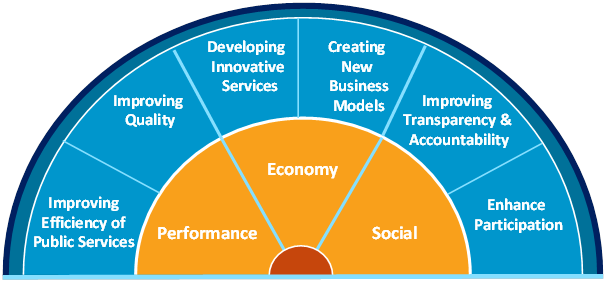 Improving
Efficiency of
Public Services
Improving
Quality
Developing
Innovative
Services
Creating
New
Business
Models
Improving
Transparency &
Accountability
Enhance
Participation
Performance
Economy
Social